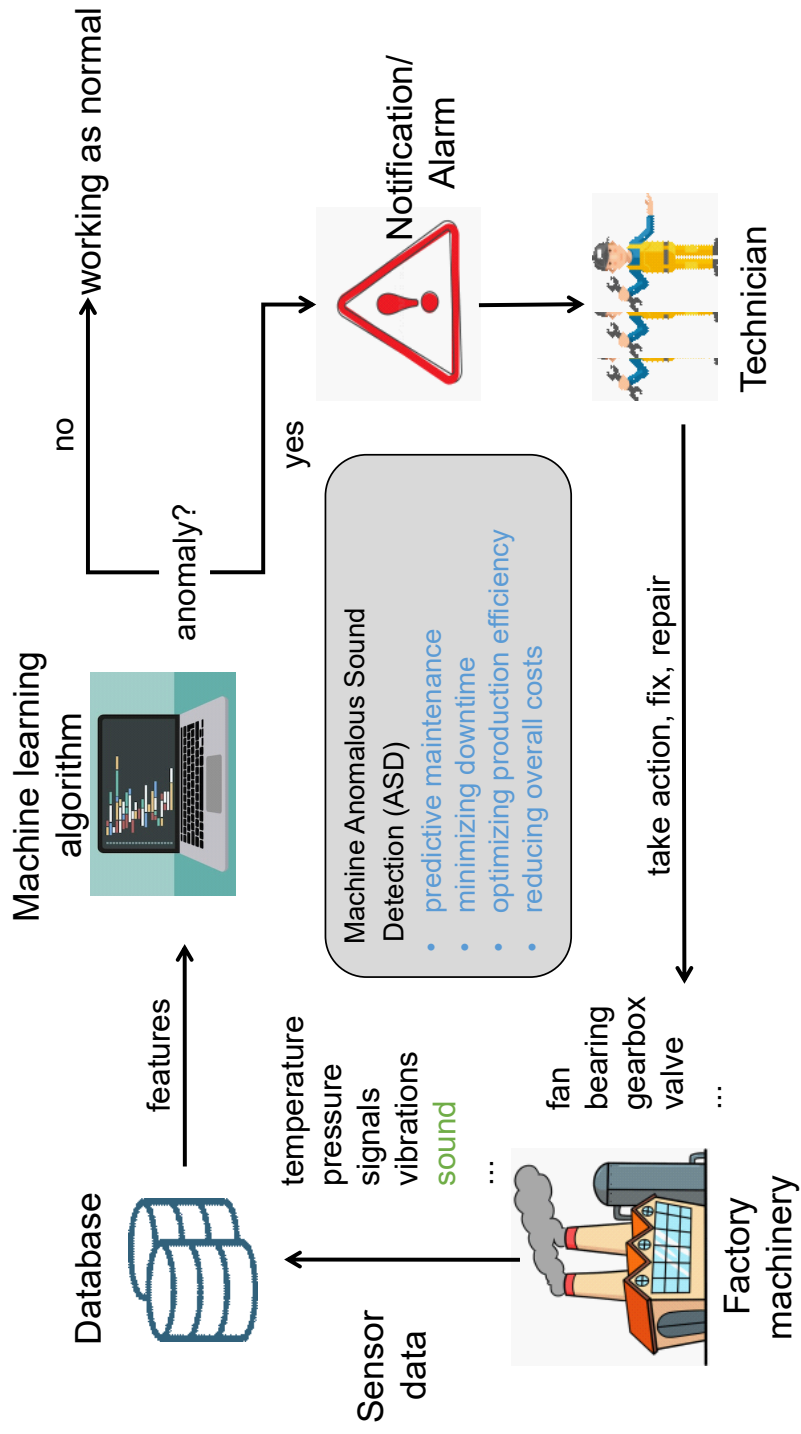 Machine learning
algorithm
Database
features
anomaly?
no
working as normal
yes
Notification/
Alarm
Sensor
data
temperature
pressure
signals
vibrations
sound
...
Machine Anomalous Sound
Detection (ASD)
• predictive maintenance
• minimizing downtime
• optimizing production efficiency
• reducing overall costs
Factory
machinery
fan
bearing
gearbox
valve
...
take action, fix, repair
Technician